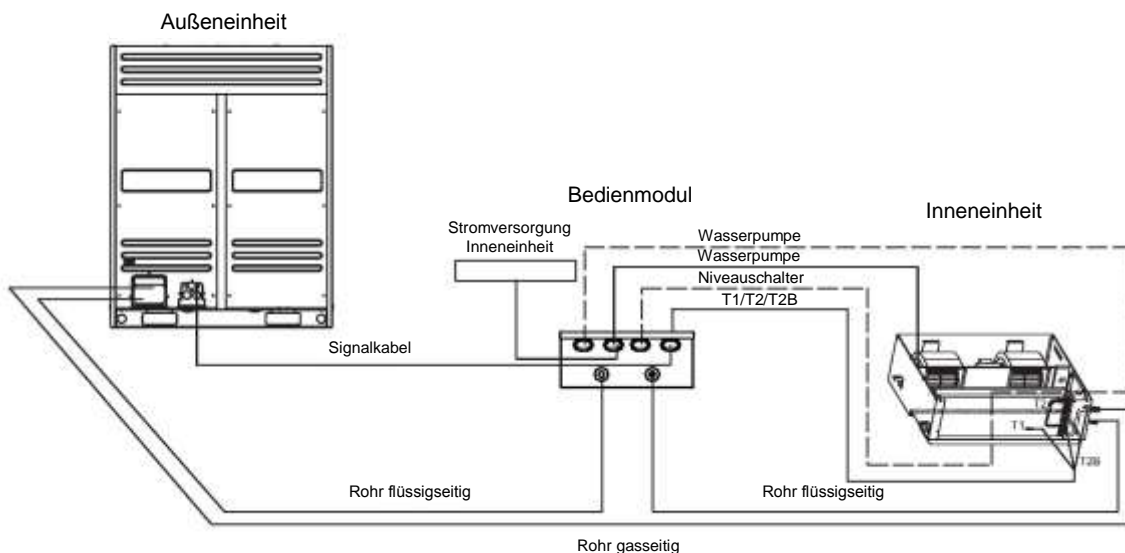 Außeneinheit
Bedienmodul
Inneneinheit
Stromversorgung
Inneneinheit
Wasserpumpe
Wasserpumpe
Niveauschalter
T1/T2/T2B
Signalkabel
T1
T2B
Rohr flüssigseitig
Rohr flüssigseitig
Rohr gasseitig